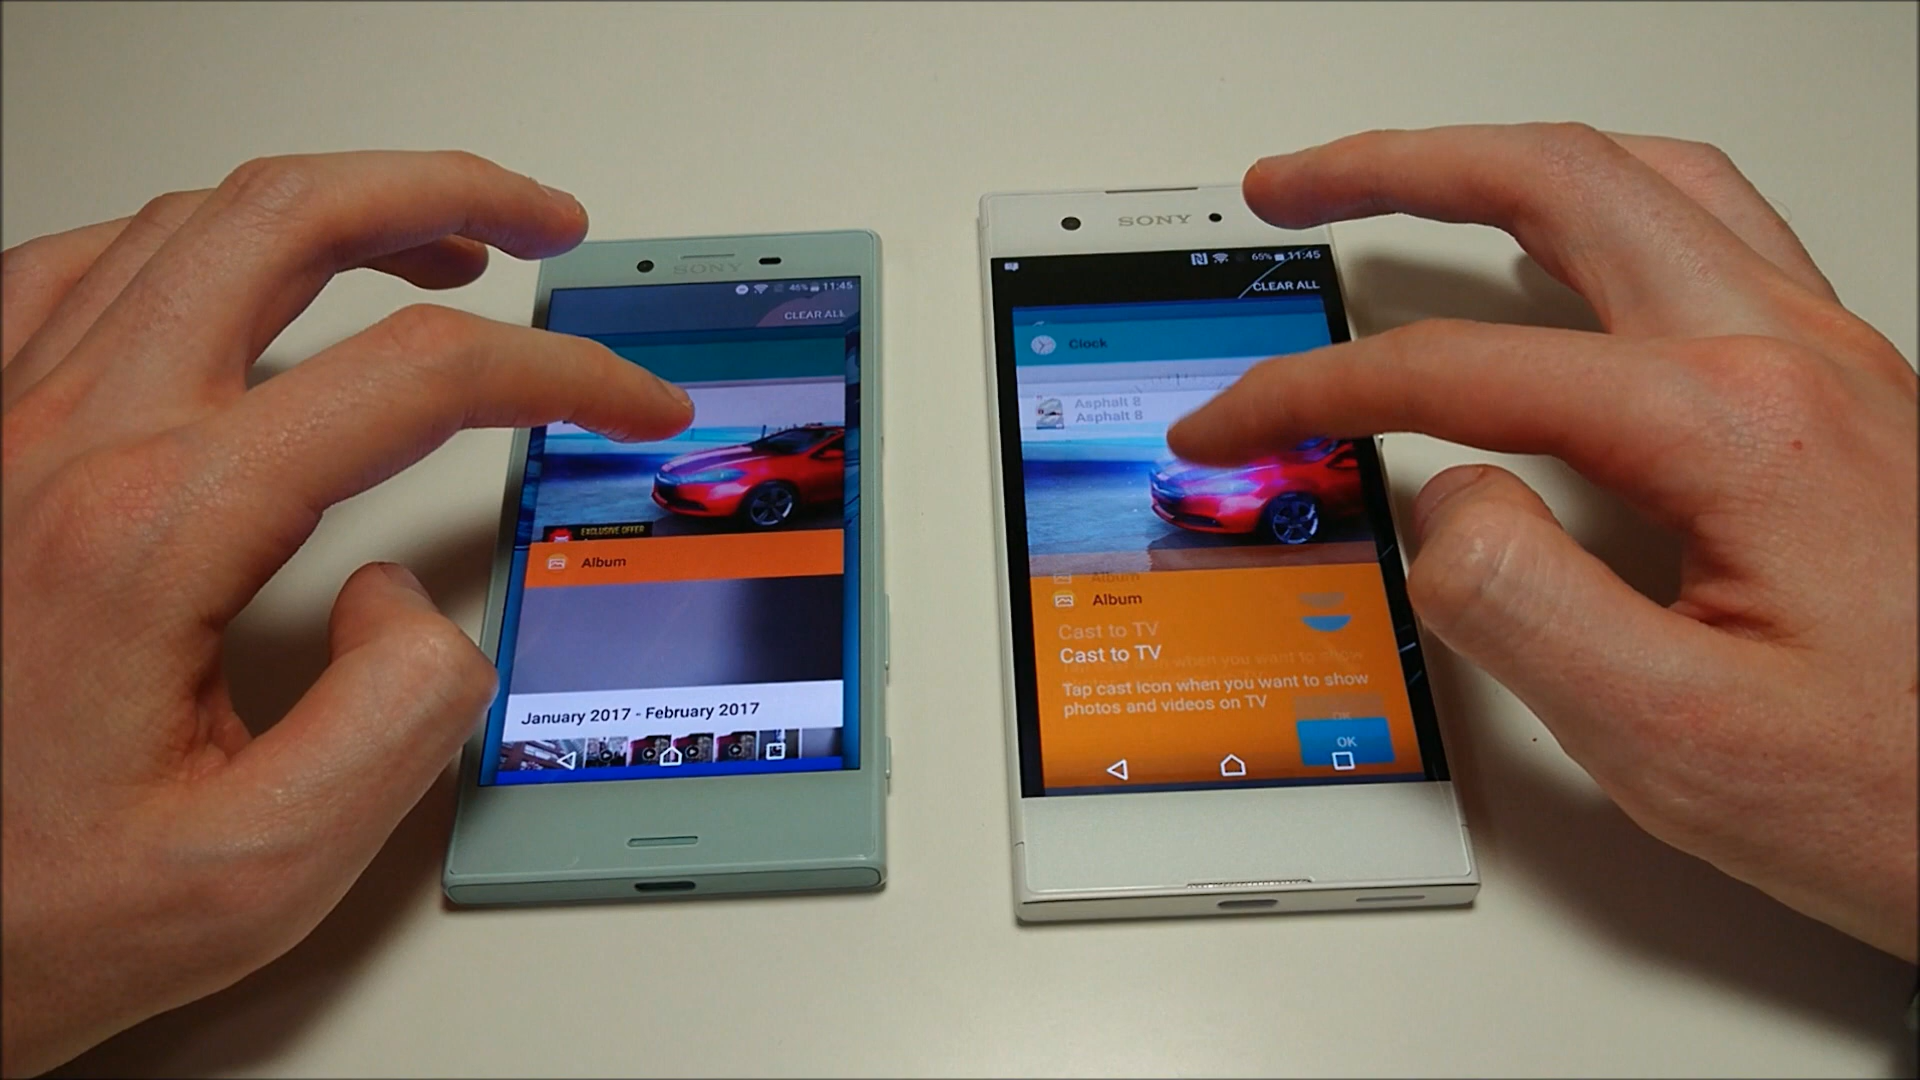 SONY
46% 11:45
CLEAR ALL
EXCLUSIVE OFFER
Album
January 2017 - February 2017
SONY
65% 11:45
CLEAR ALL
Clock
Asphalt 8
Asphalt 8
Album
Album
Cast to TV
Cast to TV
Tap cast icon when you want to show
photos and videos on TV
OK
OK